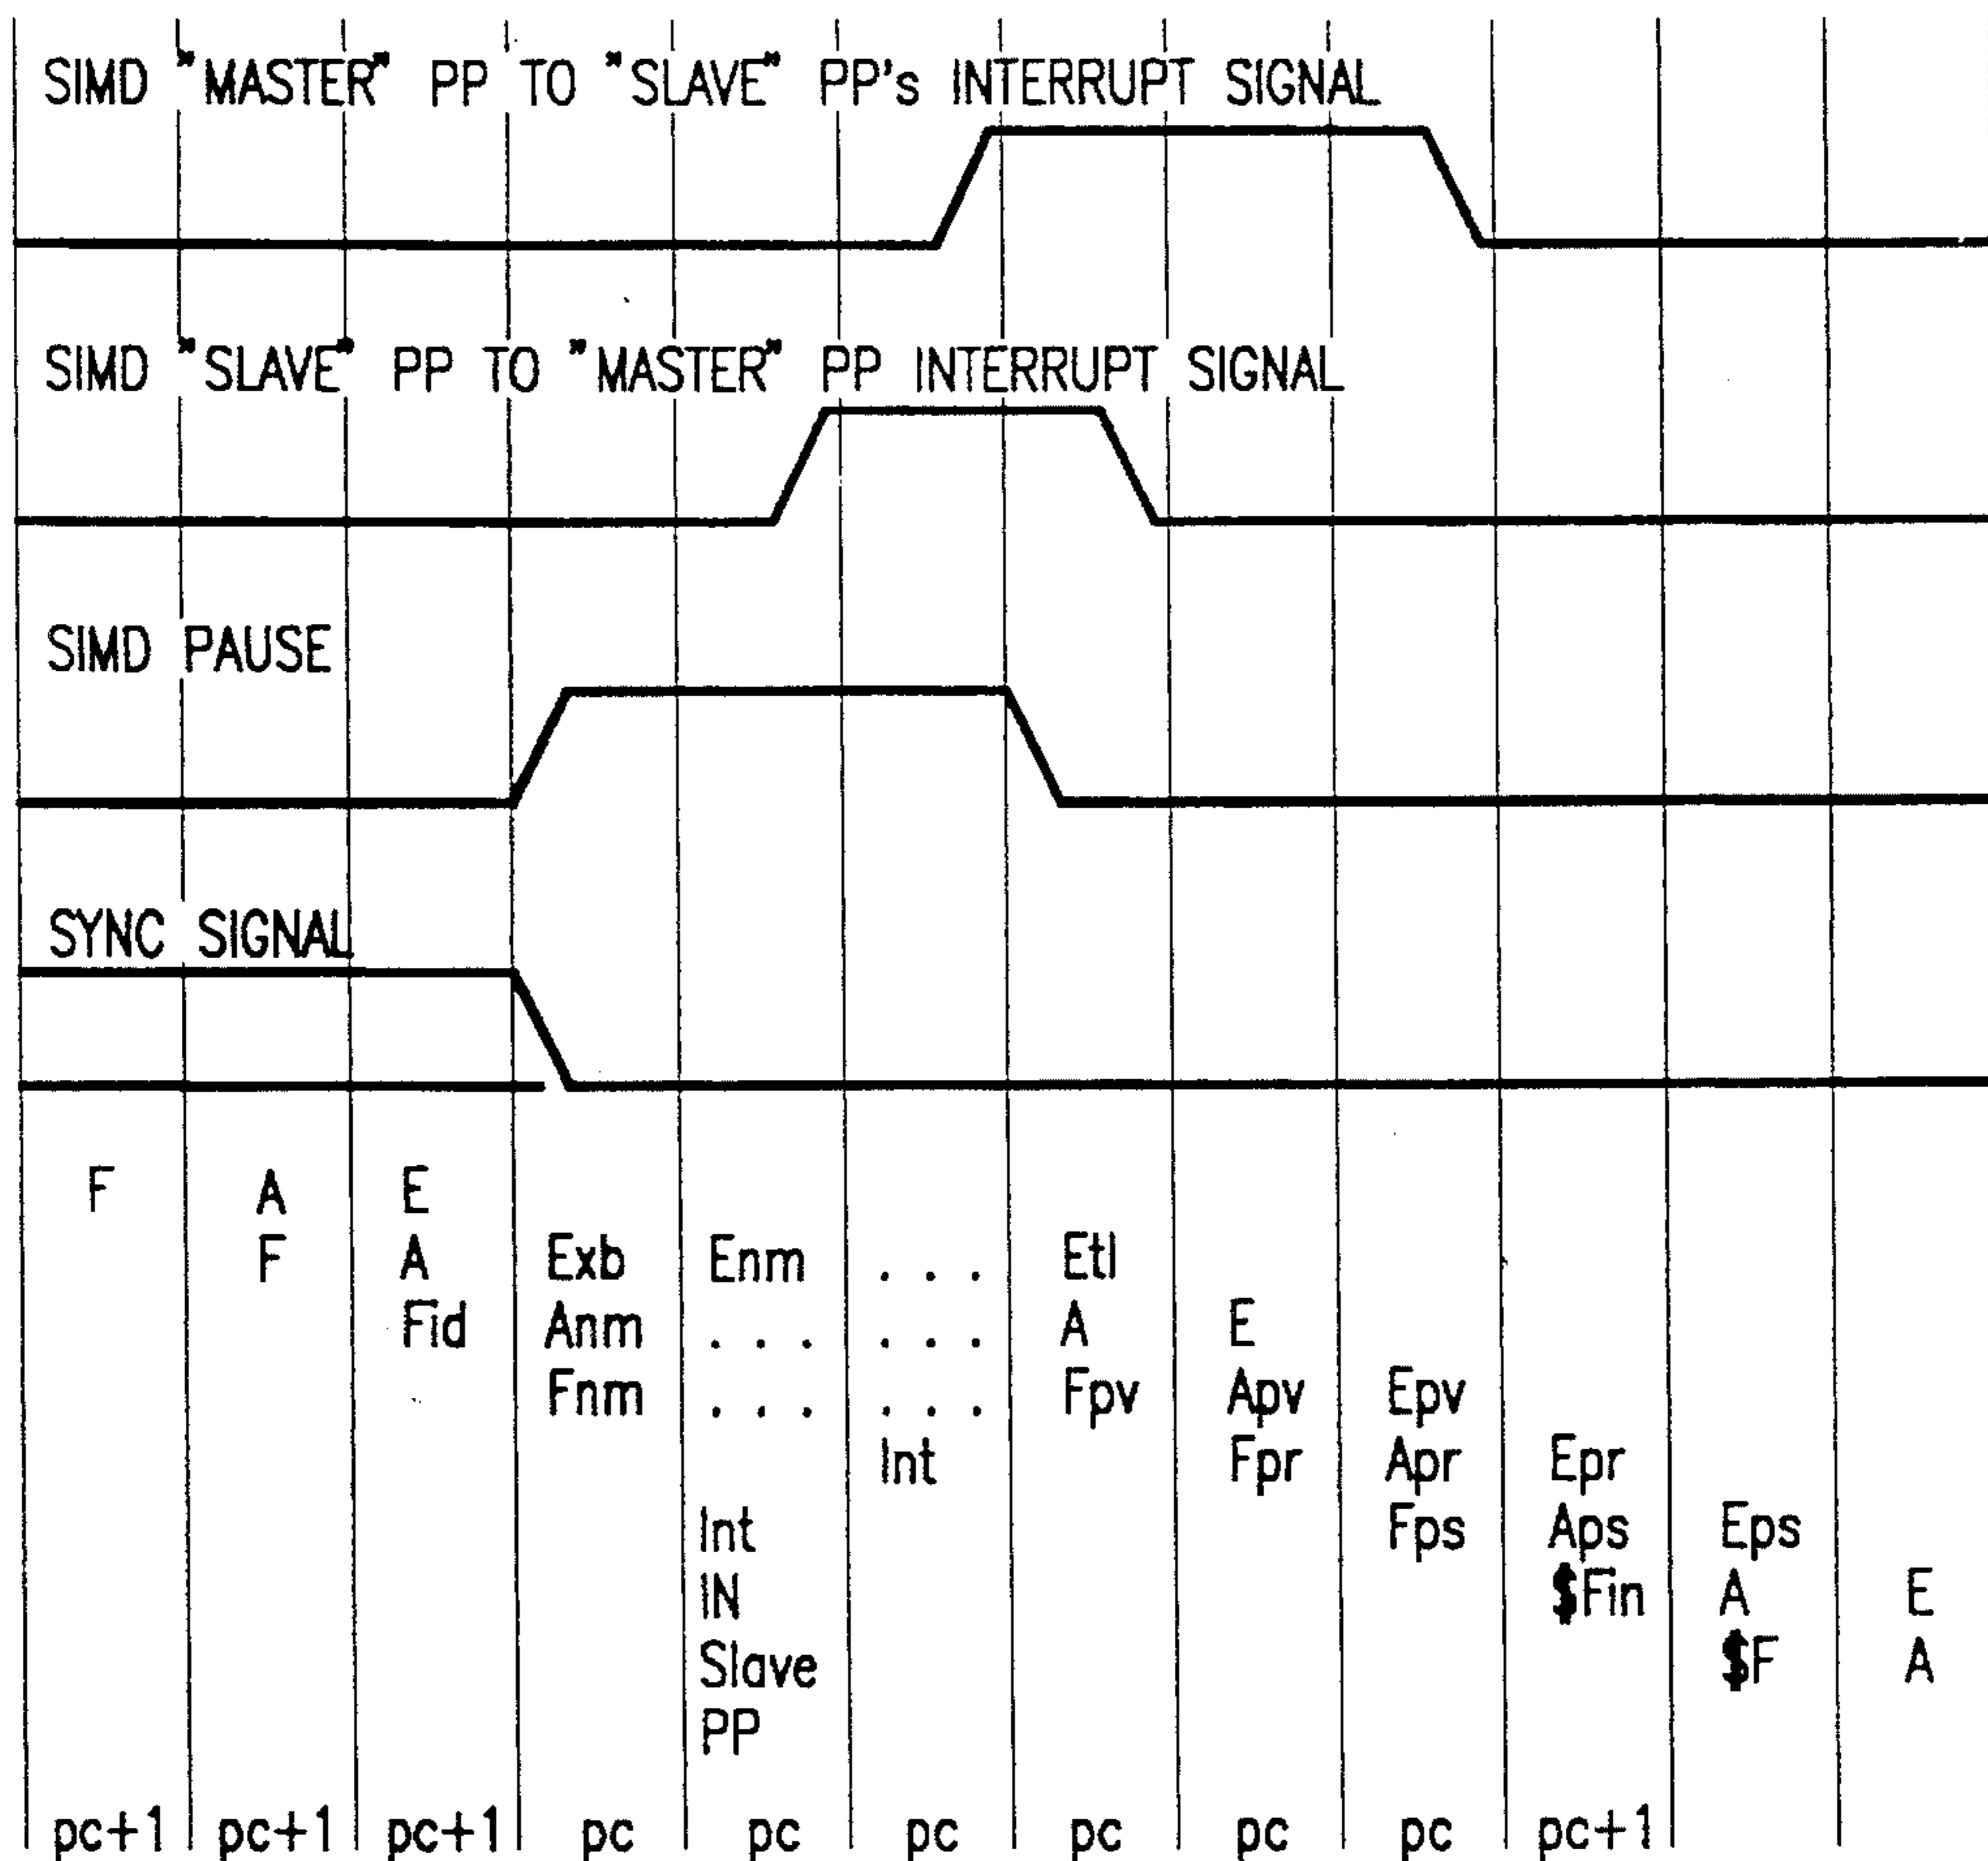 SIMD "MASTER" PP TO "SLAVE" PP's INTERRUPT SIGNAL
SIMD "SLAVE" PP TO "MASTER" PP INTERRUPT SIGNAL
SIMD PAUSE
SYNC SIGNAL
F A E
F A Exb Enm . . . Etl
Fid Anm . . . . . . A E
Fnm . . . . . . Fpv Apv Epv
Int Fpr Apr Epr
Int Fps Aps Eps
IN $Fin A E
Slave $F A
PP
pc+1 pc+1 pc+1 pc pc pc pc pc pc pc+1